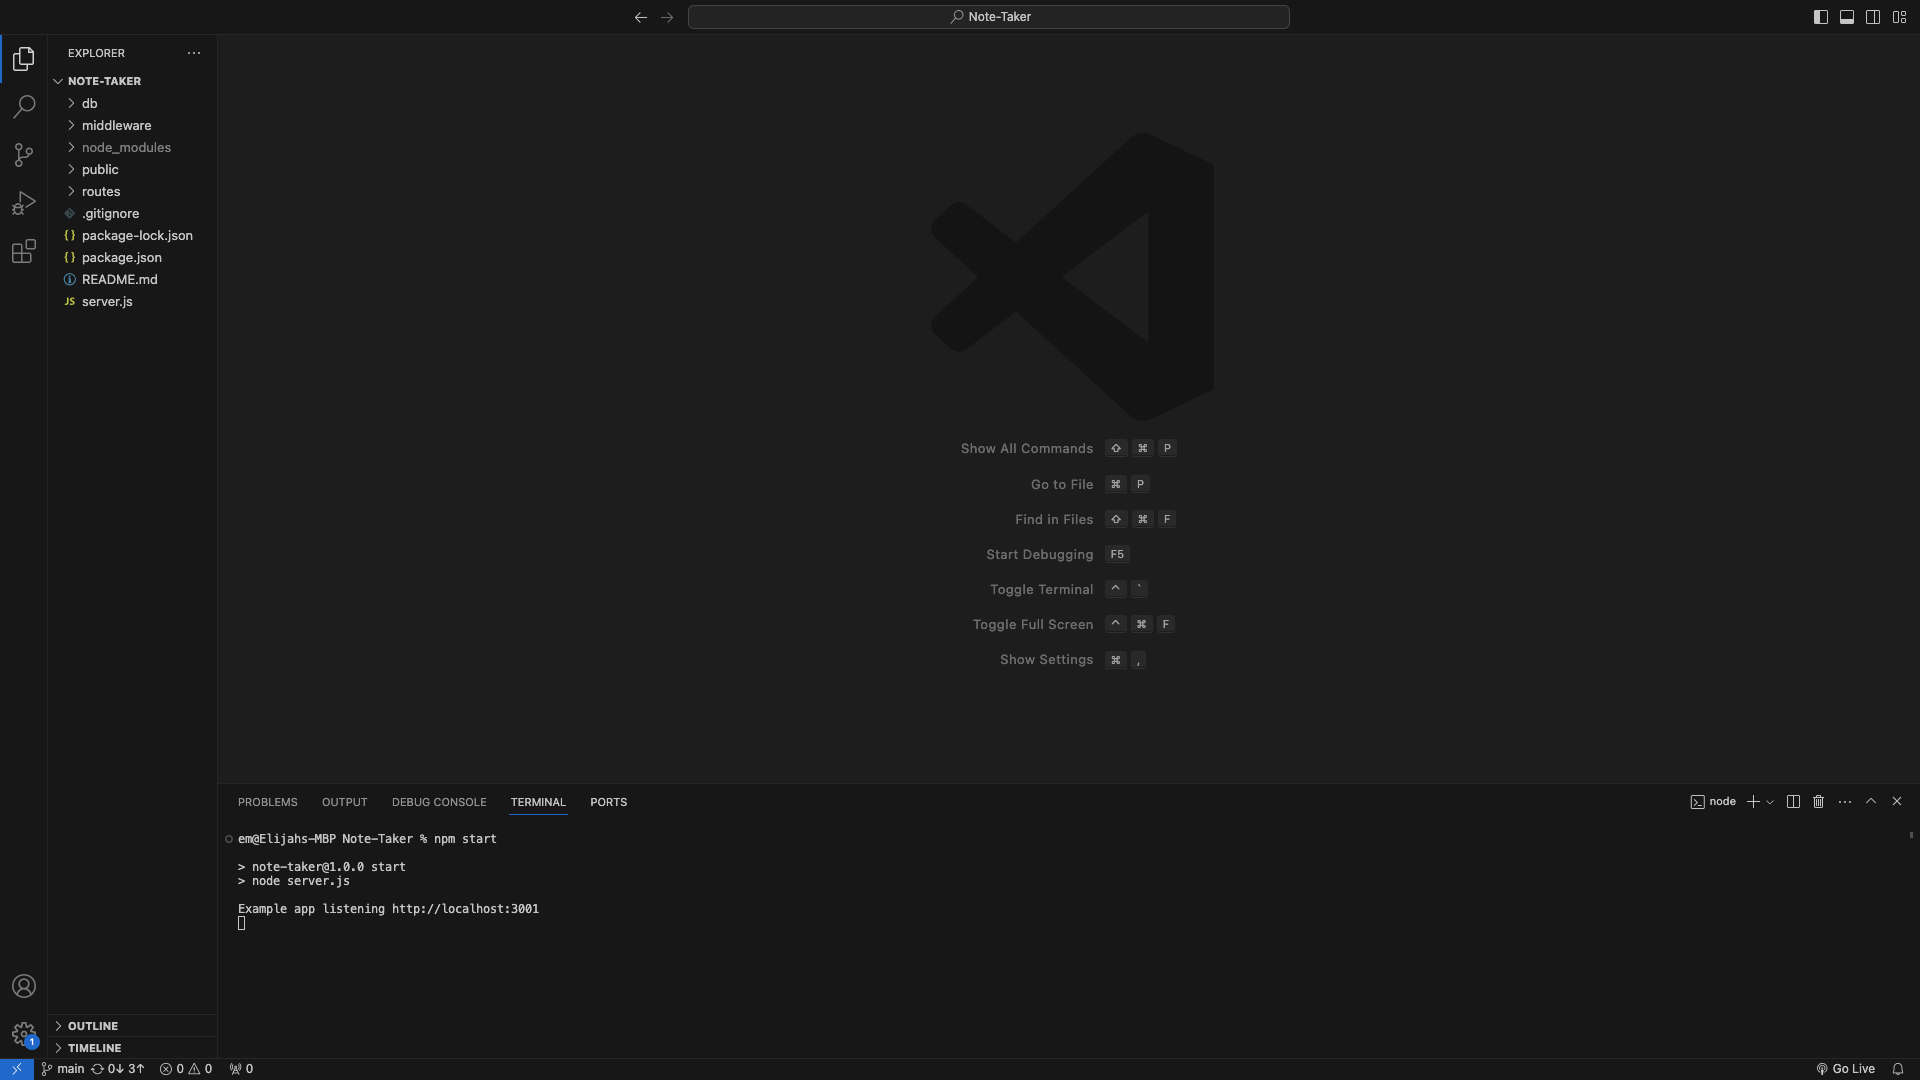 Note-Taker
EXPLORER
NOTE-TAKER
db
middleware
node_modules
public
routes
.gitignore
package-lock.json
package.json
README.md
JS server.js
Show All Commands ⇧ ⌘ P
Go to File ⌘ P
Find in Files ⇧ ⌘ F
Start Debugging F5
Toggle Terminal ^ `
Toggle Full Screen ^ ⌘ F
Show Settings ⌘ ,
PROBLEMS OUTPUT DEBUG CONSOLE TERMINAL PORTS
node
em@Elijahs-MBP Note-Taker % npm start
> note-taker@1.0.0 start
> node server.js
Example app listening http://localhost:3001
OUTLINE
1
TIMELINE
main 0↓ 3↑ 0 0 0
Go Live